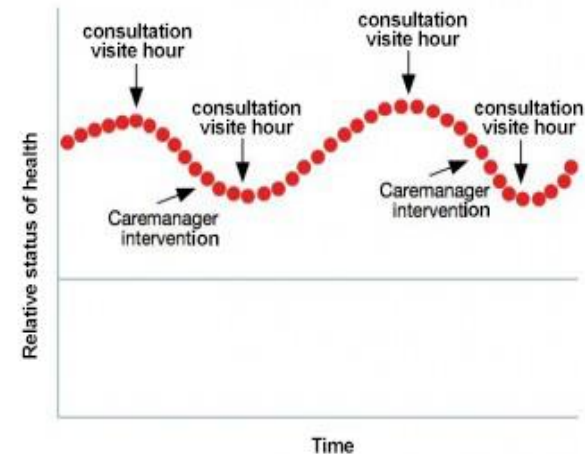 consultation
visite hour
consultation
visite hour
consultation
visite hour
consultation
visite hour
Caremanager
intervention
Caremanager
intervention
Relative status of health
Time